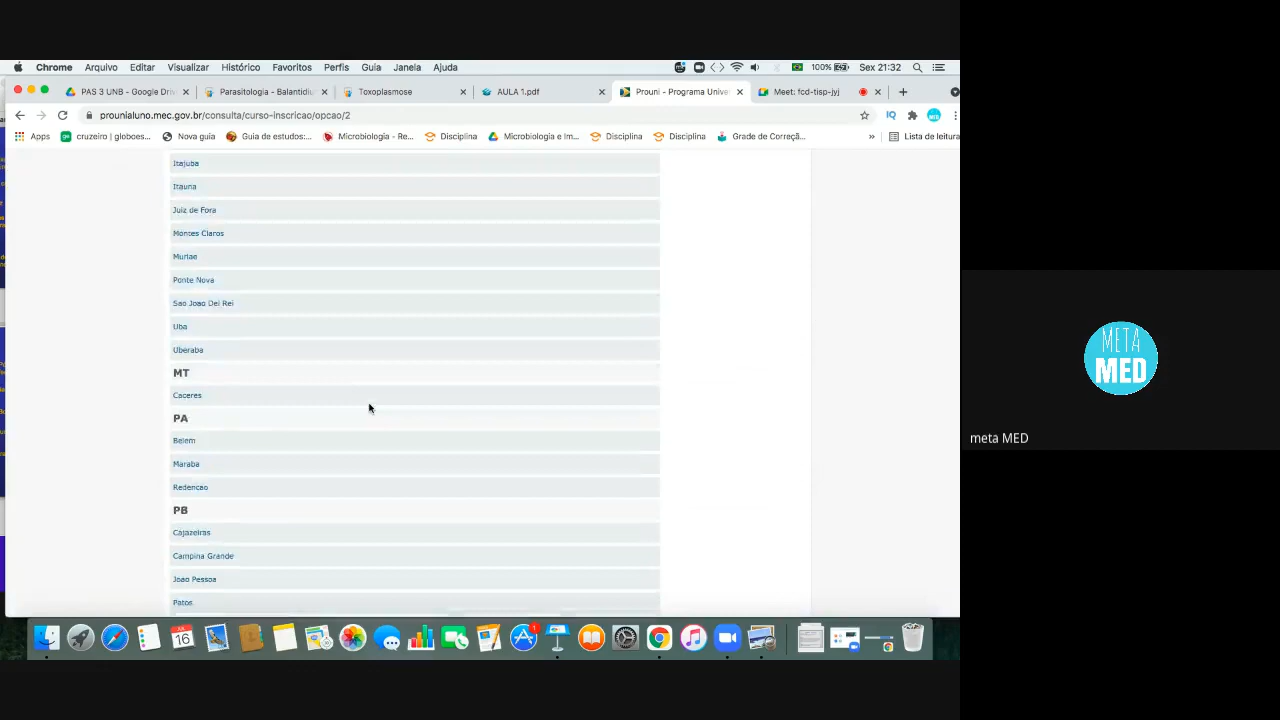 Chrome Arquivo Editar Visualizar Histórico Favoritos Perfis Guia Janela Ajuda 100% Sex 21:32
PAS 3 UNB - Google Driv Parasitologia - Balantidiu Toxoplasmose AULA 1.pdf Prouni - Programa Unive Meet: fcd-tisp-jyj
prounialuno.mec.gov.br/consulta/curso-inscricao/opcao/2
Apps cruzeiro | globoes... Nova guia Guia de estudos:... Microbiologia - Re... Disciplina Microbiologia e Im... Disciplina Disciplina Grade de Correçã... » Lista de leitura
Itajuba
Itauna
Juiz de Fora
Montes Claros
Muriae
Ponte Nova
Sao Joao Del Rei
Uba
Uberaba
MT
Caceres
PA
Belem
Maraba
Redencao
PB
Cajazeiras
Campina Grande
Joao Pessoa
Patos
META
MED
meta MED
JUL
16
1